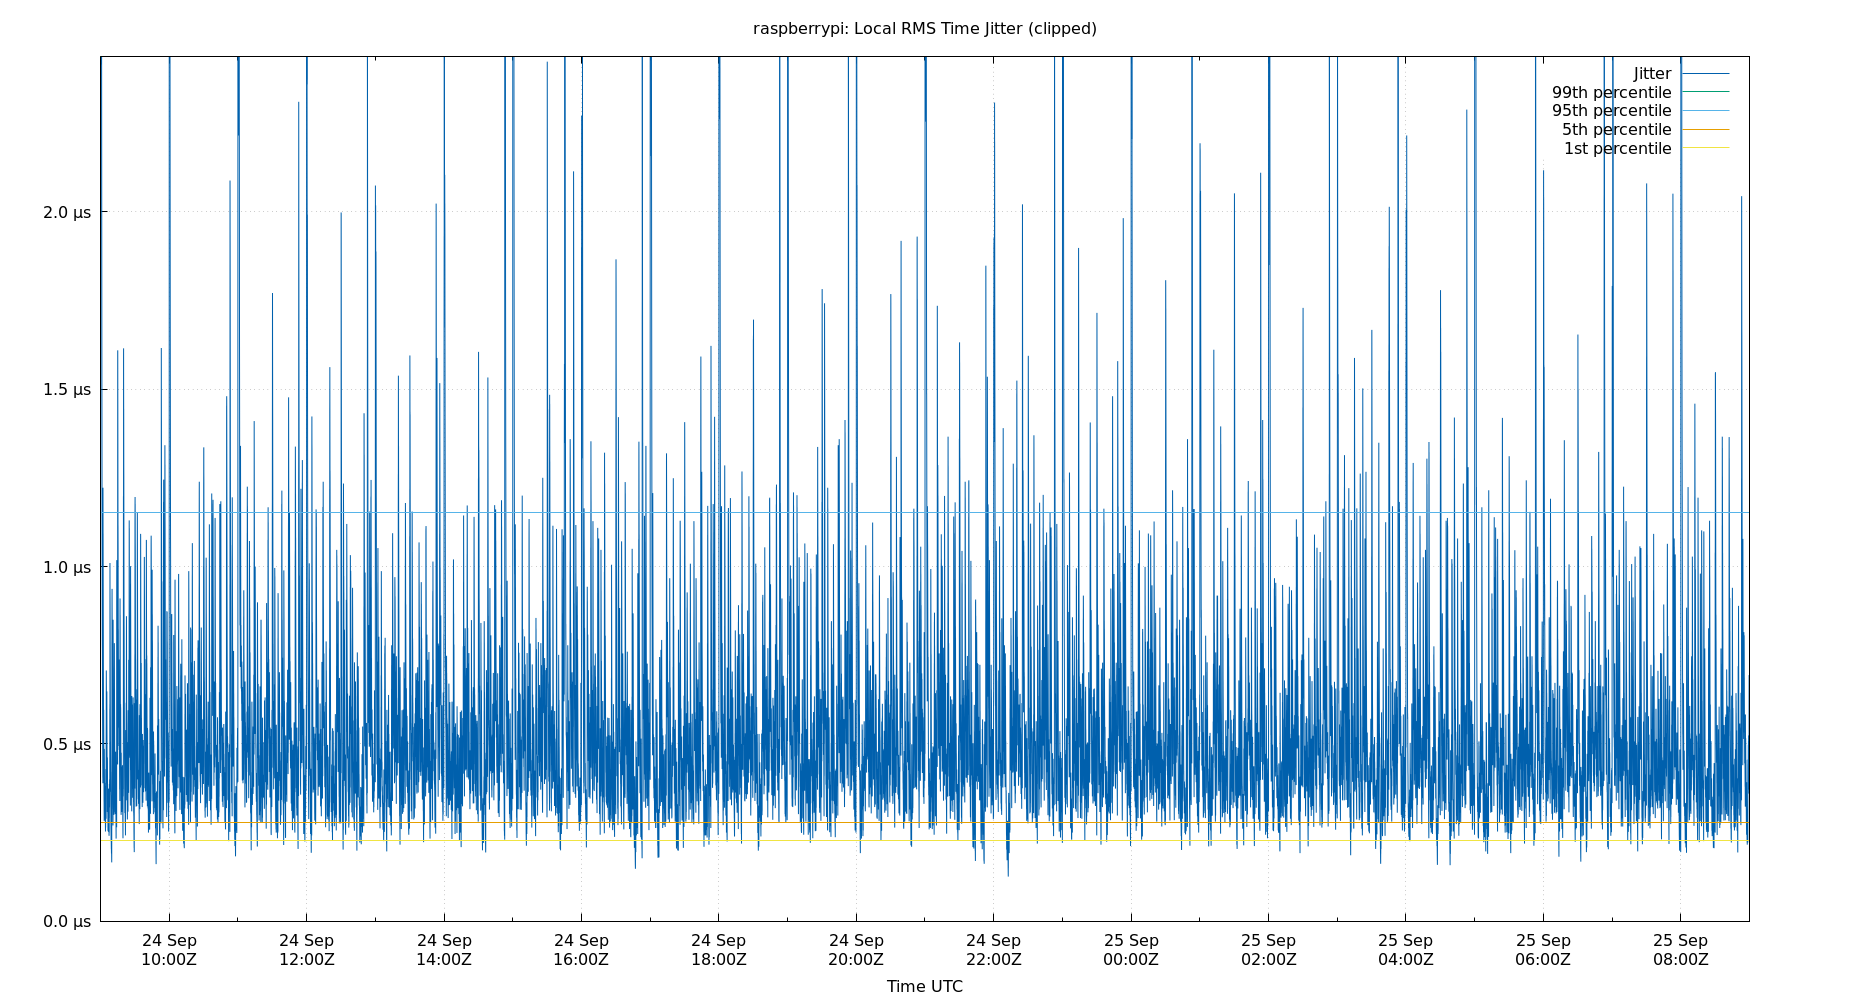 raspberrypi: Local RMS Time Jitter (clipped)
Jitter
99th percentile
95th percentile
5th percentile
1st percentile
2.0 µs
1.5 µs
1.0 µs
0.5 µs
0.0 µs
24 Sep 24 Sep 24 Sep 24 Sep 24 Sep 24 Sep 24 Sep 25 Sep 25 Sep 25 Sep 25 Sep 25 Sep
10:00Z 12:00Z 14:00Z 16:00Z 18:00Z 20:00Z 22:00Z 00:00Z 02:00Z 04:00Z 06:00Z 08:00Z
Time UTC